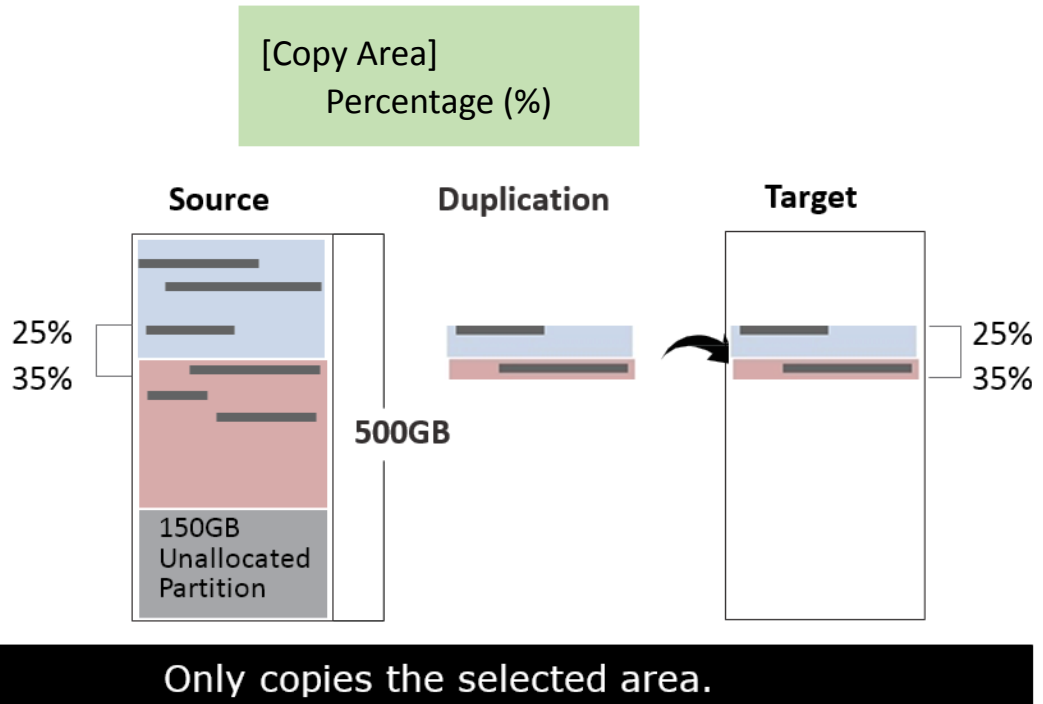 [Copy Area]
Percentage (%)
Source
Duplication
Target
25%
35%
500GB
150GB
Unallocated
Partition
25%
35%
Only copies the selected area.